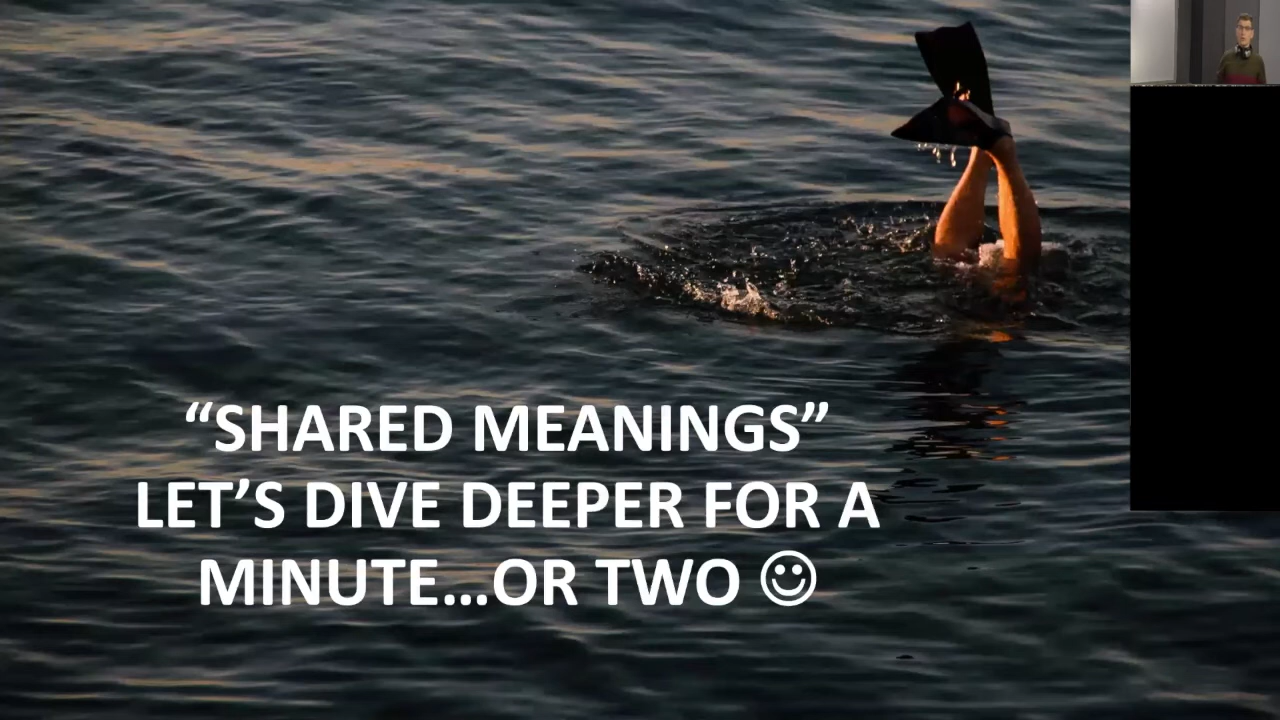 “SHARED MEANINGS”
LET’S DIVE DEEPER FOR A
MINUTE...OR TWO ☺